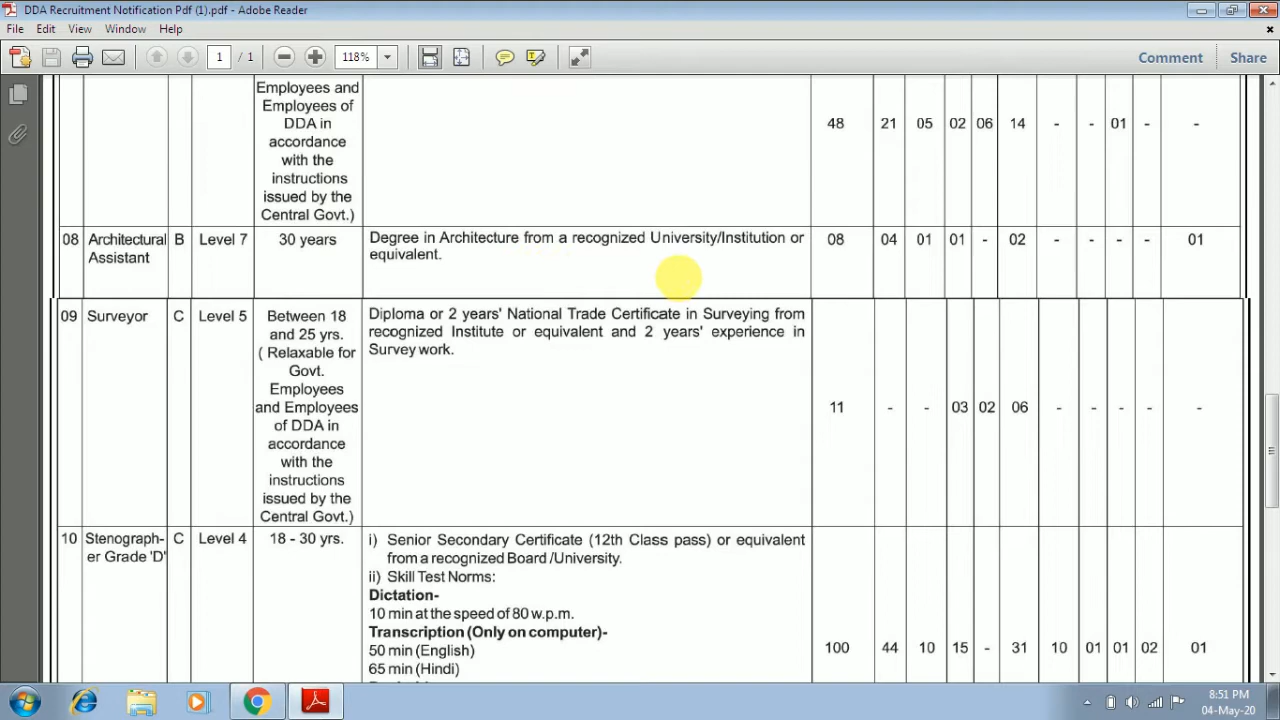 DDA Recruitment Notification Pdf (1).pdf - Adobe Reader
File Edit View Window Help
1 / 1 118% Comment Share
Employees and
Employees of
DDA in
accordance
with the
instructions
issued by the
Central Govt.)
48 21 05 02 06 14 - - 01 - -
08 Architectural
Assistant
B Level 7 30 years
Degree in Architecture from a recognized University/Institution or
equivalent.
08 04 01 01 - 02 - - - - 01
09 Surveyor C Level 5
Between 18
and 25 yrs.
( Relaxable for
Govt.
Employees
and Employees
of DDA in
accordance
with the
instructions
issued by the
Central Govt.)
Diploma or 2 years' National Trade Certificate in Surveying from
recognized Institute or equivalent and 2 years' experience in
Survey work.
11 - - 03 02 06 - - - - -
10 Stenograph-
er Grade 'D'
C Level 4 18 - 30 yrs.
i) Senior Secondary Certificate (12th Class pass) or equivalent
from a recognized Board /University.
ii) Skill Test Norms:
Dictation-
10 min at the speed of 80 w.p.m.
Transcription (Only on computer)-
50 min (English)
65 min (Hindi)
100 44 10 15 - 31 10 01 01 02 01
8:51 PM
04-May-20